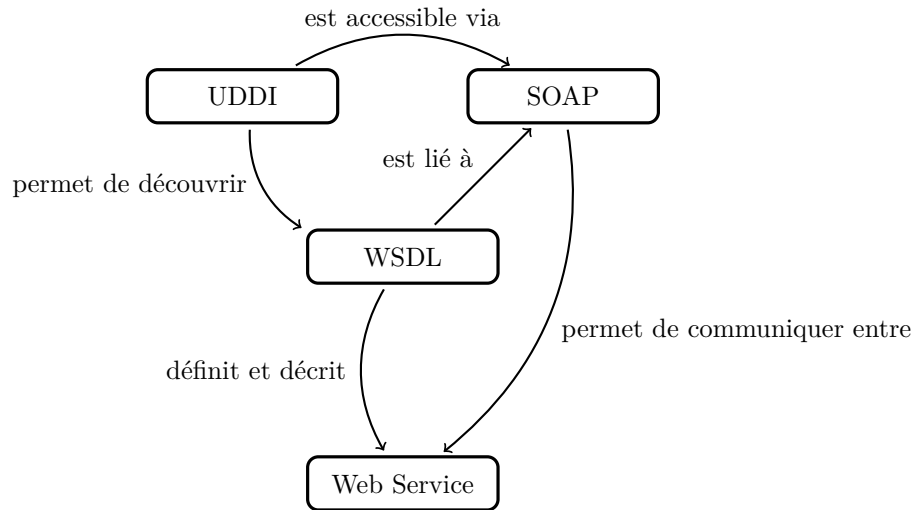 est accessible via
UDDI
SOAP
est lié à
permet de découvrir
WSDL
permet de communiquer entre
définit et décrit
Web Service